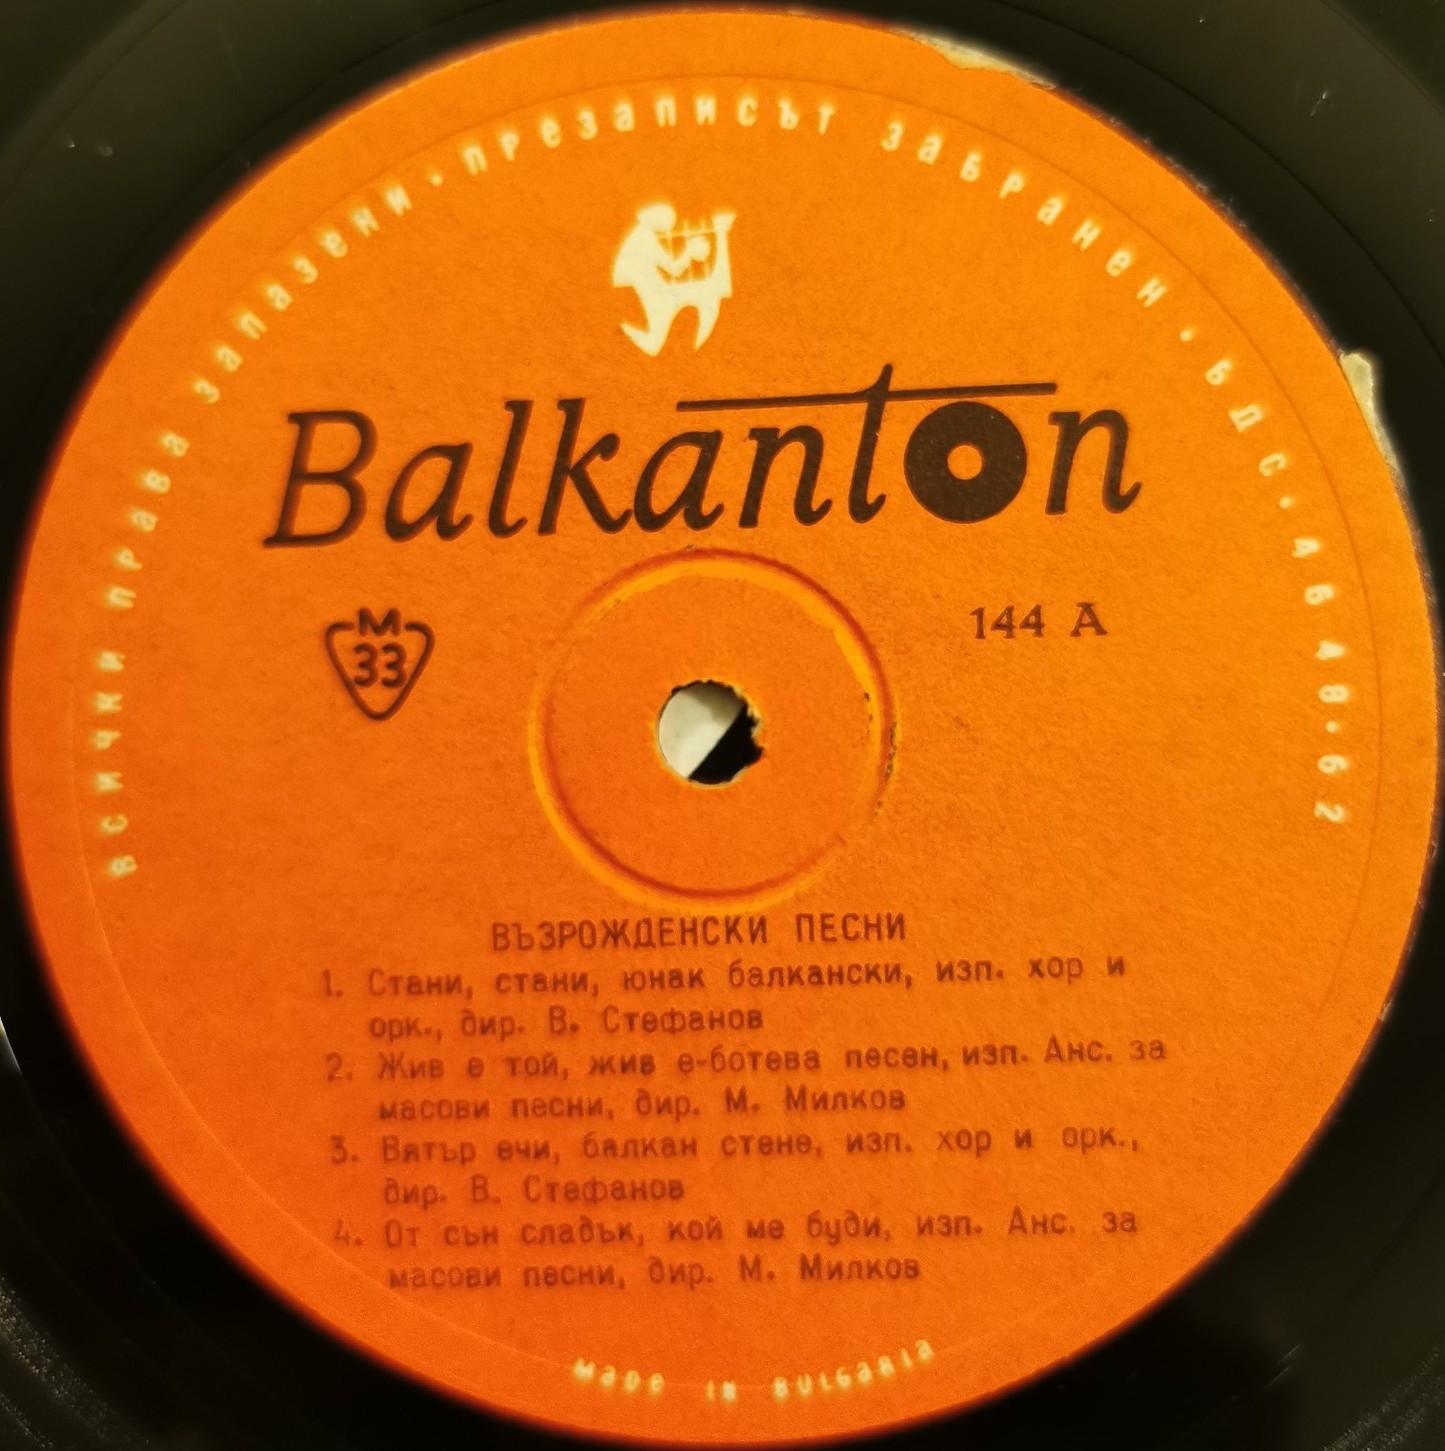 всички права запазени · презаписът забранен · БДС · 4648 · 62
Balkanton
М
33
144 А
ВЪЗРОЖДЕНСКИ ПЕСНИ
1. Стани, стани, юнак балкански, изп. хор и
орк., дир. В. Стефанов
2. Жив е той, жив е-ботева песен, изп. Анс. за
масови песни, дир. М. Милков
3. Вятър ечи, балкан стене, изп. хор и орк.,
дир. В. Стефанов
4. От сън сладък, кой ме буди, изп. Анс. за
масови песни, дир. М. Милков
made in BULGaRIa